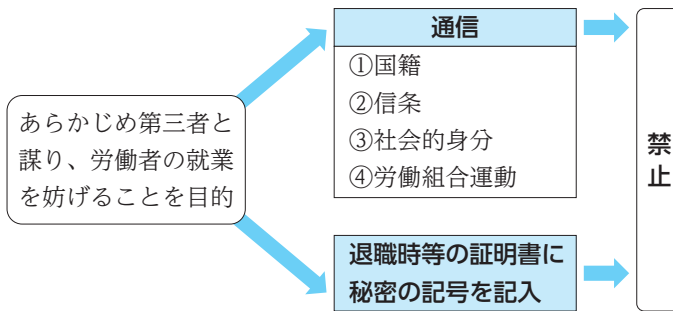 あらかじめ第三者と
謀り、労働者の就業
を妨げることを目的
通信
①国籍
②信条
③社会的身分
④労働組合運動
退職時等の証明書に
秘密の記号を記入
禁止